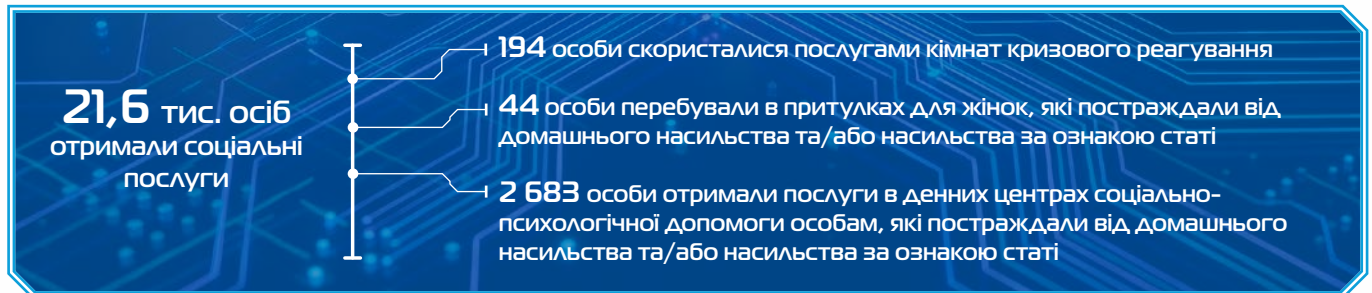 21,6 тис. осіб
отримали соціальні
послуги
194 особи скористалися послугами кімнат кризового реагування
44 особи перебували в притулках для жінок, які постраждали від
домашнього насильства та/або насильства за ознакою статі
2 683 особи отримали послуги в денних центрах соціально-
психологічної допомоги особам, які постраждали від домашнього
насильства та/або насильства за ознакою статі